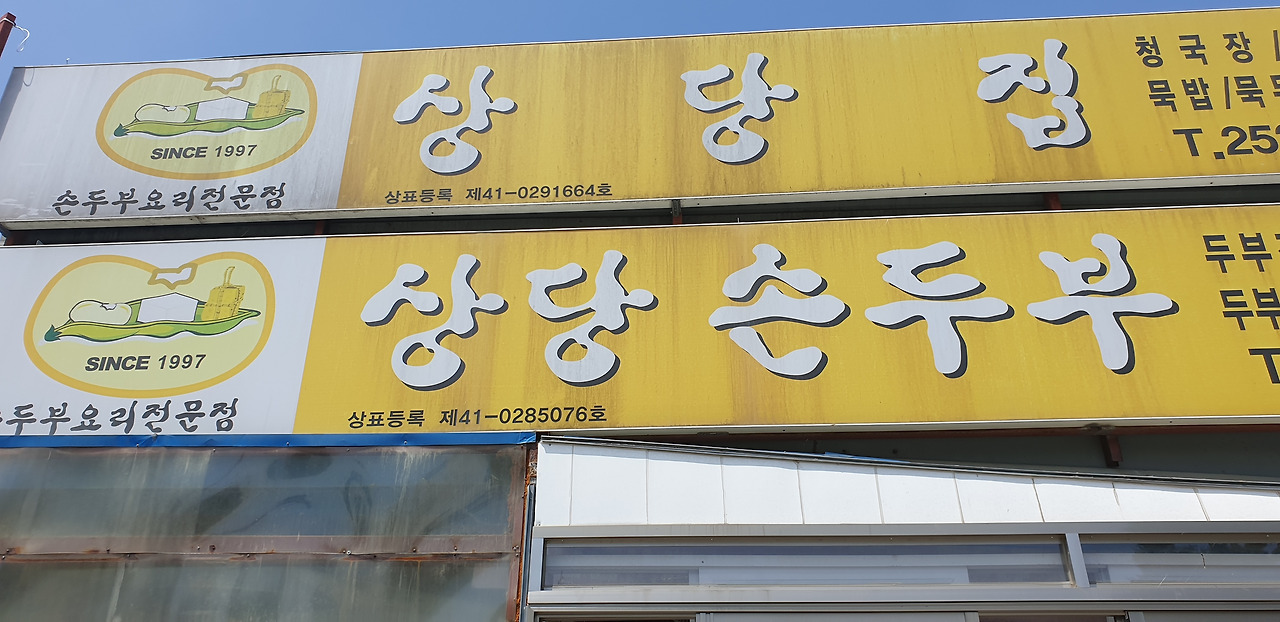 SINCE 1997
손두부요리전문점
상당집
상표등록 제41-0291664호
청국장/
묵밥/묵
T.25
SINCE 1997
손두부요리전문점
상당손두부
상표등록 제41-0285076호
두부
두부
T